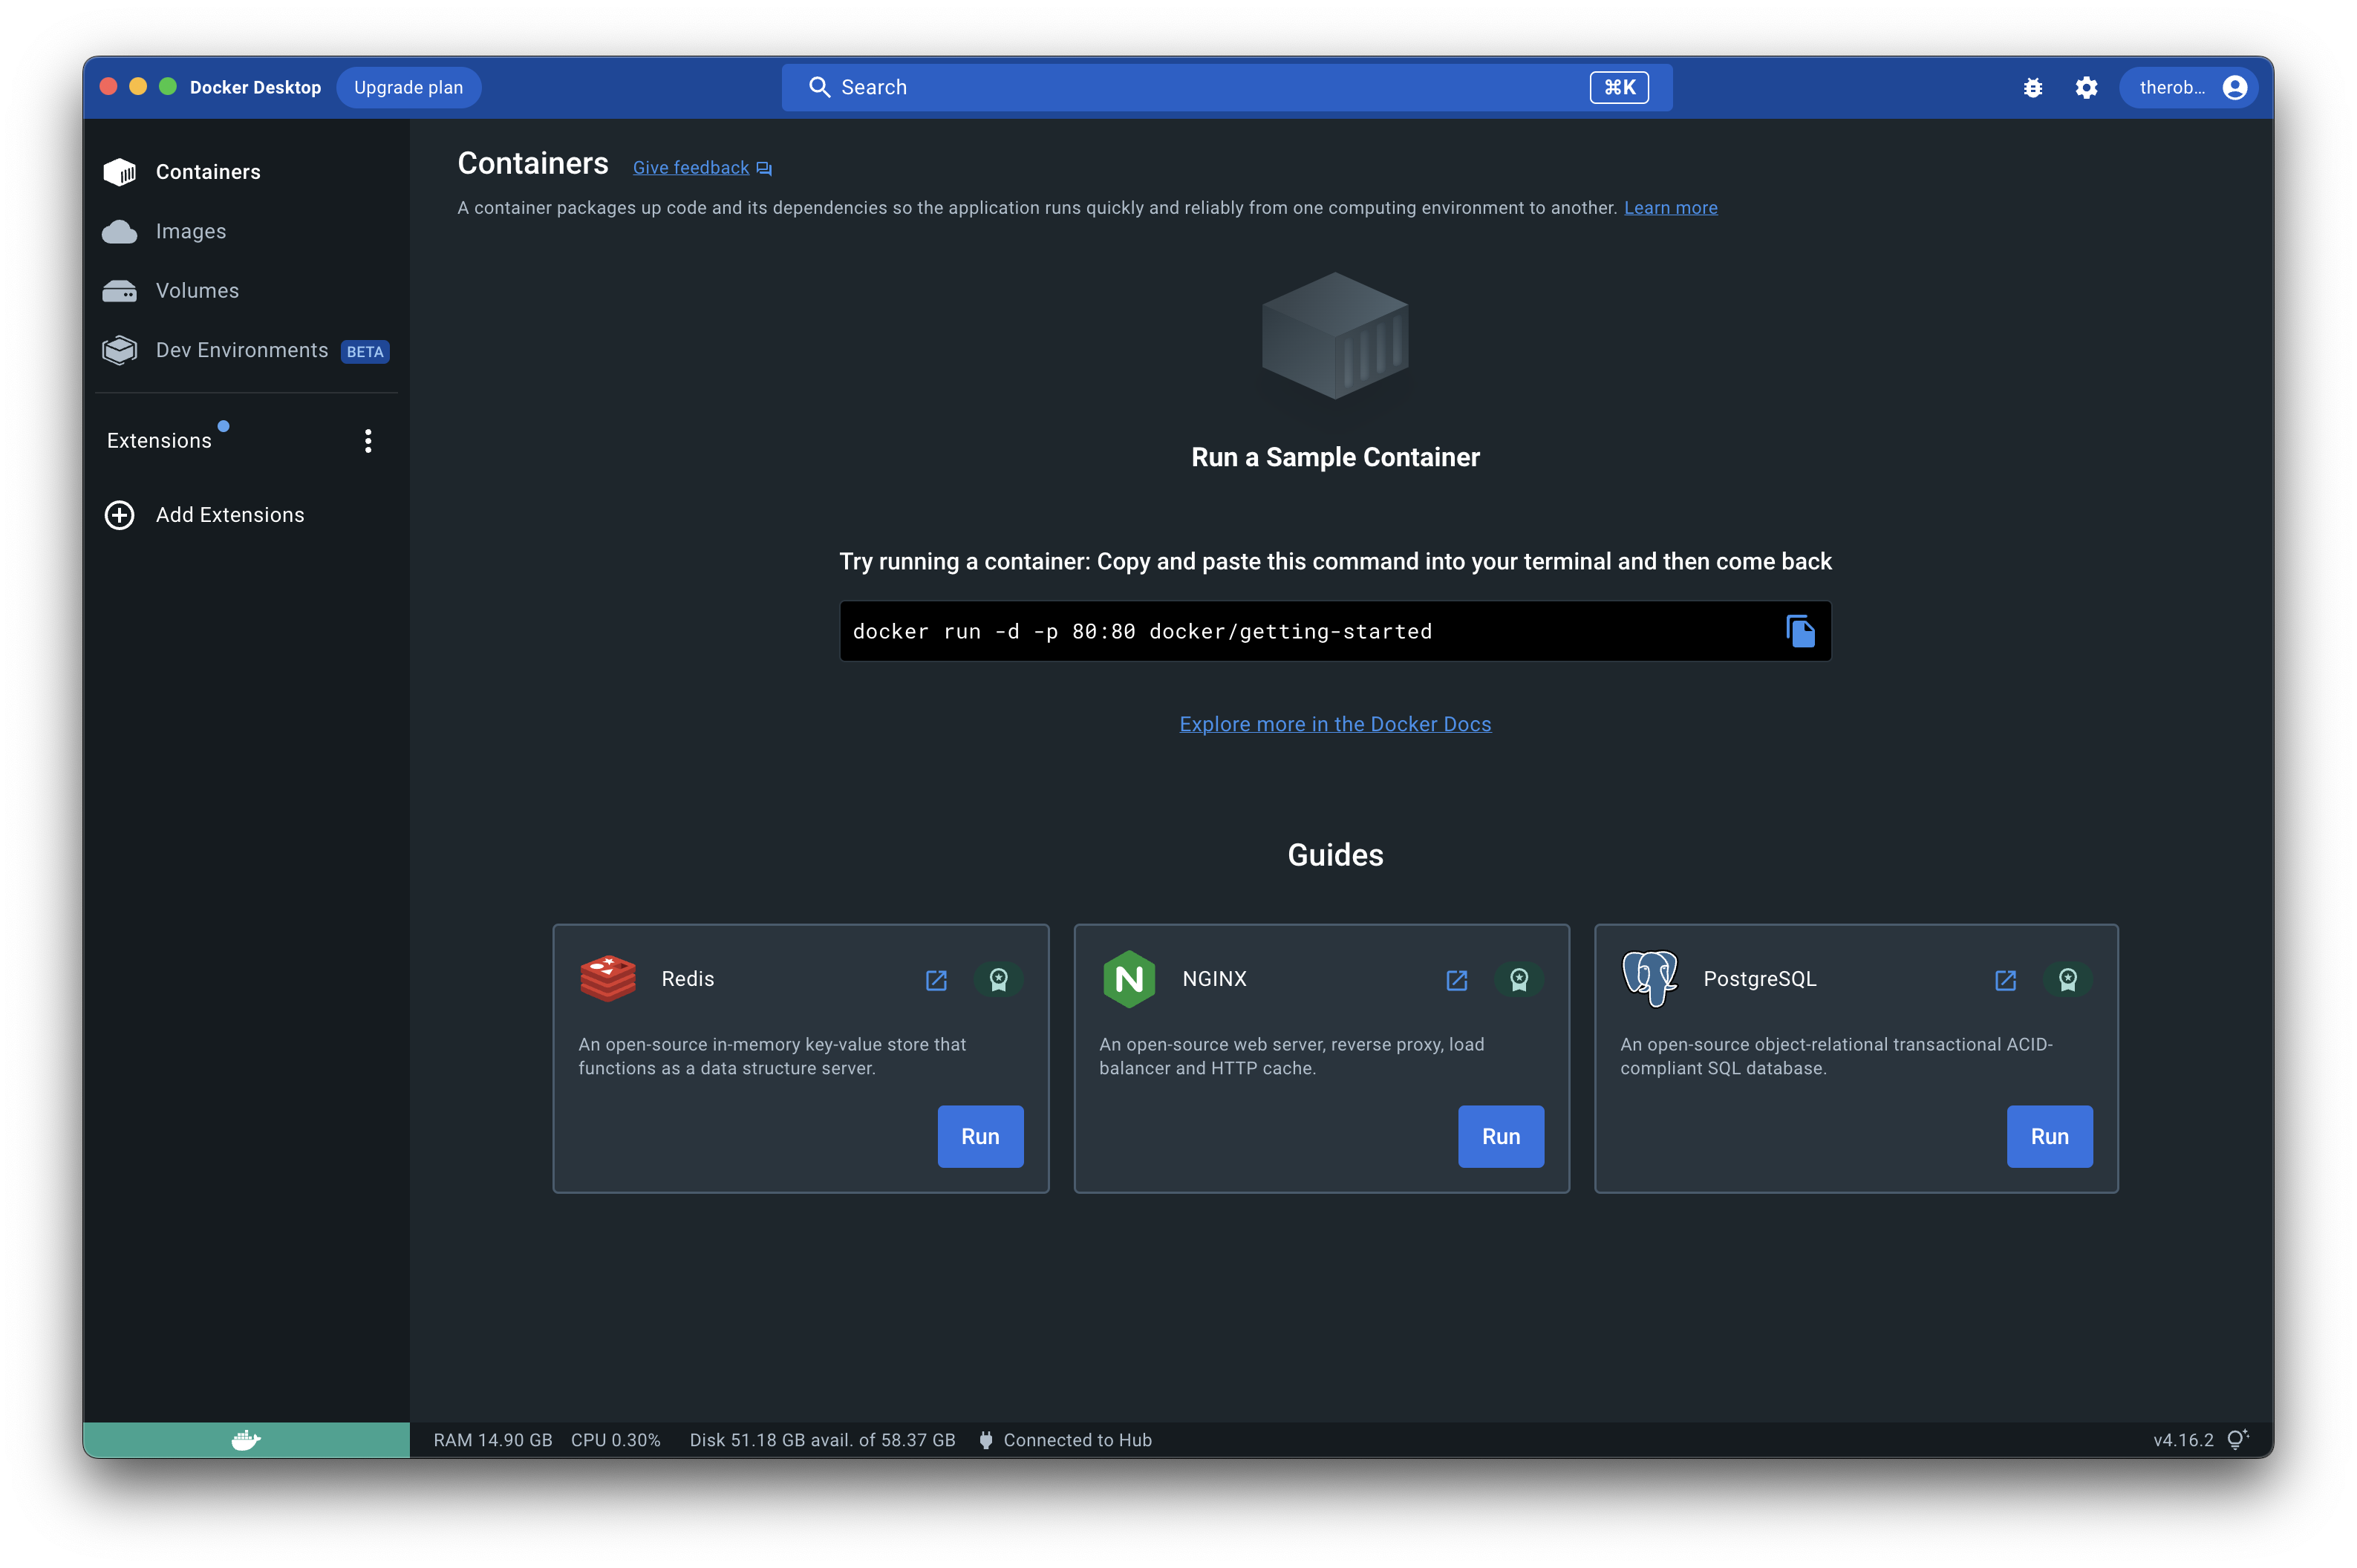 Docker Desktop Upgrade plan Search ⌘K therob...
Containers
Images
Volumes
Dev Environments BETA
Extensions
Add Extensions
Containers Give feedback
A container packages up code and its dependencies so the application runs quickly and reliably from one computing environment to another. Learn more
Run a Sample Container
Try running a container: Copy and paste this command into your terminal and then come back
docker run -d -p 80:80 docker/getting-started
Explore more in the Docker Docs
Guides
Redis
An open-source in-memory key-value store that
functions as a data structure server.
Run
NGINX
An open-source web server, reverse proxy, load
balancer and HTTP cache.
Run
PostgreSQL
An open-source object-relational transactional ACID-
compliant SQL database.
Run
RAM 14.90 GB CPU 0.30% Disk 51.18 GB avail. of 58.37 GB Connected to Hub v4.16.2